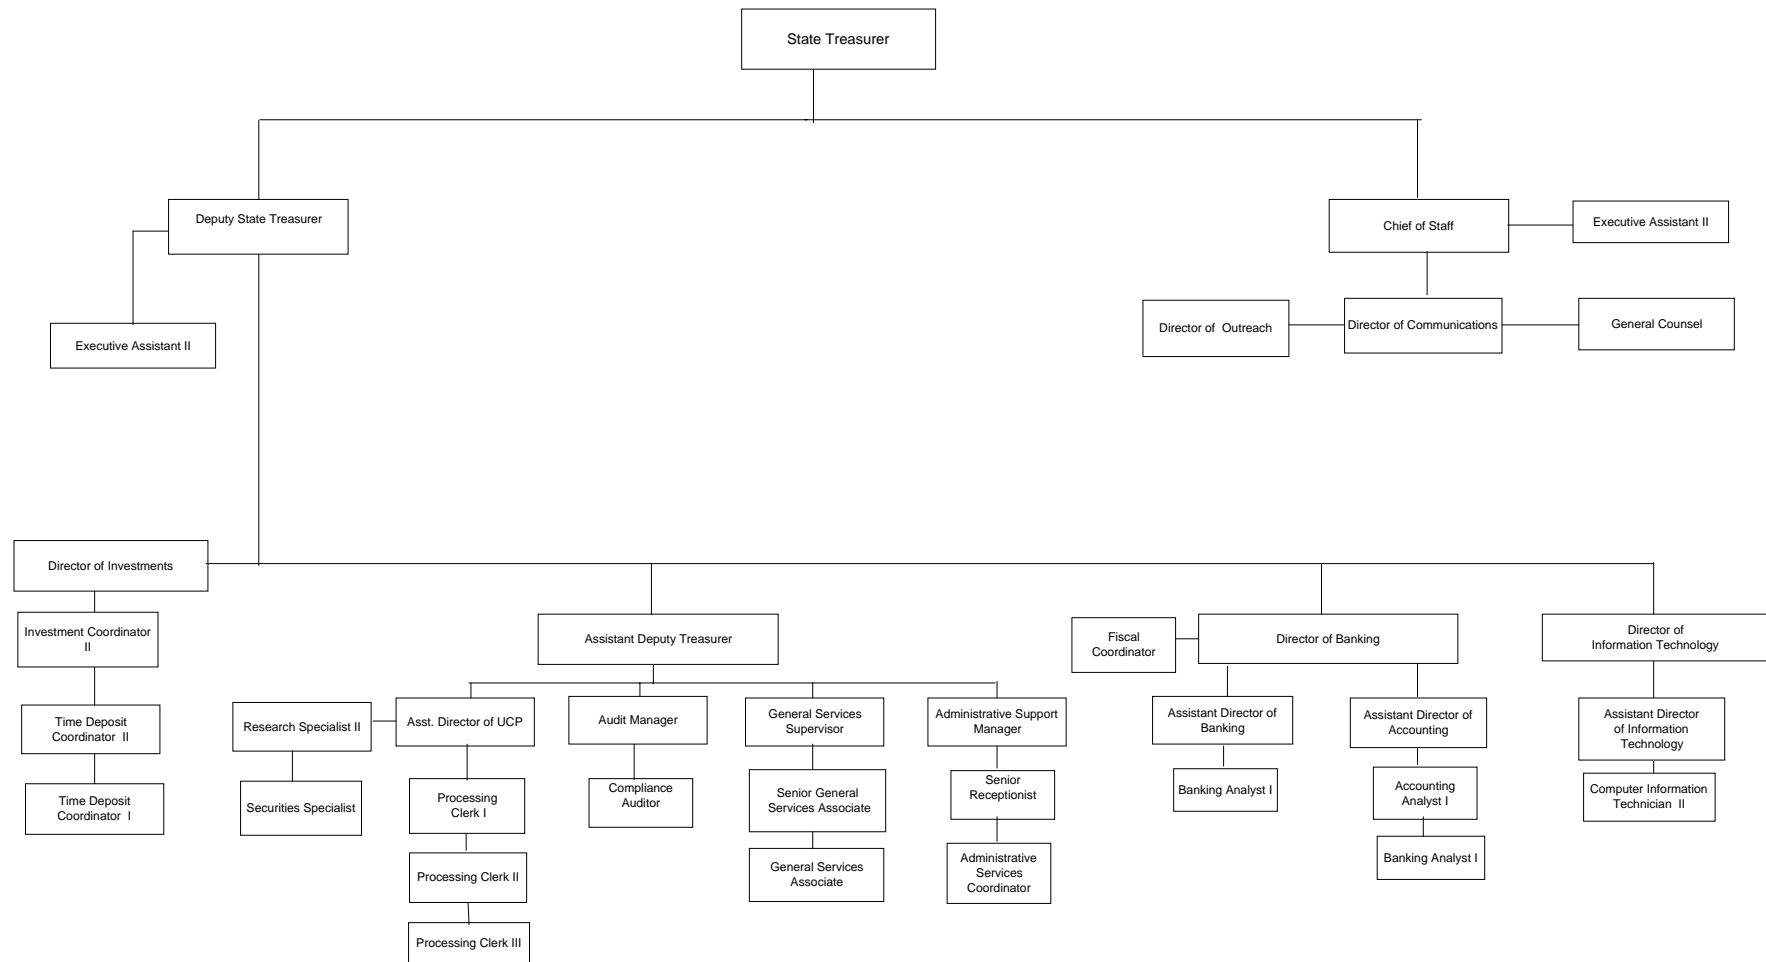 State Treasurer
Deputy State Treasurer
Chief of Staff
Executive Assistant II
Executive Assistant II
Director of  Outreach
Director of Communications
General Counsel
Director of Investments
Investment Coordinator
II
Time Deposit
Coordinator  II
Time Deposit
Coordinator  I
Assistant Deputy Treasurer
Research Specialist II
Securities Specialist
Asst. Director of UCP
Processing
Clerk I
Processing Clerk II
Processing Clerk III
Audit Manager
Compliance
Auditor
General Services
Supervisor
Senior General
Services Associate
General Services
Associate
Administrative Support
Manager
Senior
Receptionist
Administrative
Services
Coordinator
Fiscal
Coordinator
Director of Banking
Assistant Director of
Banking
Banking Analyst I
Assistant Director of
Accounting
Accounting
Analyst I
Banking Analyst I
Director of
Information Technology
Assistant Director
of Information
Technology
Computer Information
Technician  II